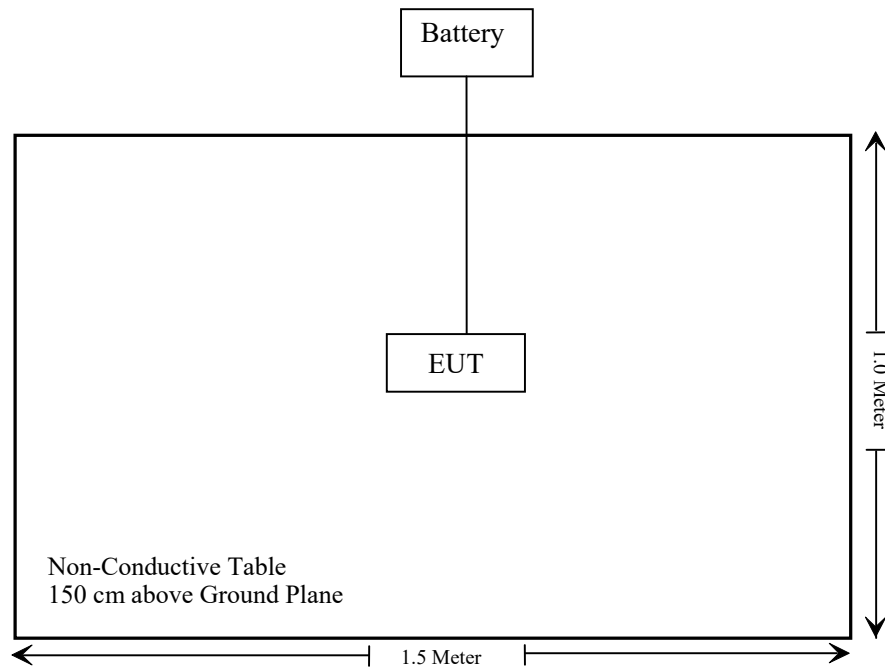 Battery
EUT
1.0 Meter
Non-Conductive Table
150 cm above Ground Plane
1.5 Meter